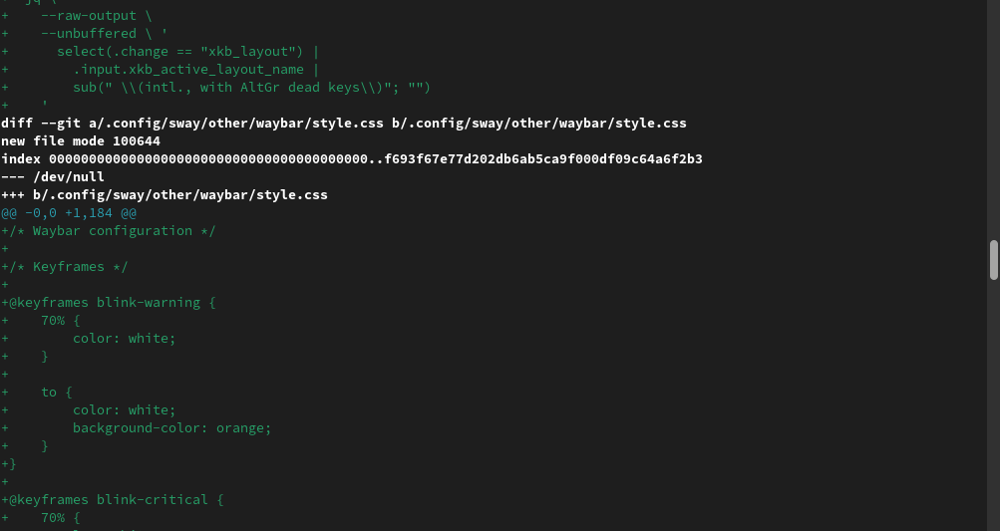 +    --raw-output \
+    --unbuffered \ '
+      select(.change == "xkb_layout") |
+        .input.xkb_active_layout_name |
+        sub(" \\(intl., with AltGr dead keys\\)"; "")
+    '
diff --git a/.config/sway/other/waybar/style.css b/.config/sway/other/waybar/style.css
new file mode 100644
index 0000000000000000000000000000000000000000..f693f67e77d202db6ab5ca9f000df09c64a6f2b3
--- /dev/null
+++ b/.config/sway/other/waybar/style.css
@@ -0,0 +1,184 @@
+/* Waybar configuration */
+
+/* Keyframes */
+
+@keyframes blink-warning {
+    70% {
+        color: white;
+    }
+
+    to {
+        color: white;
+        background-color: orange;
+    }
+}
+
+@keyframes blink-critical {
+    70% {